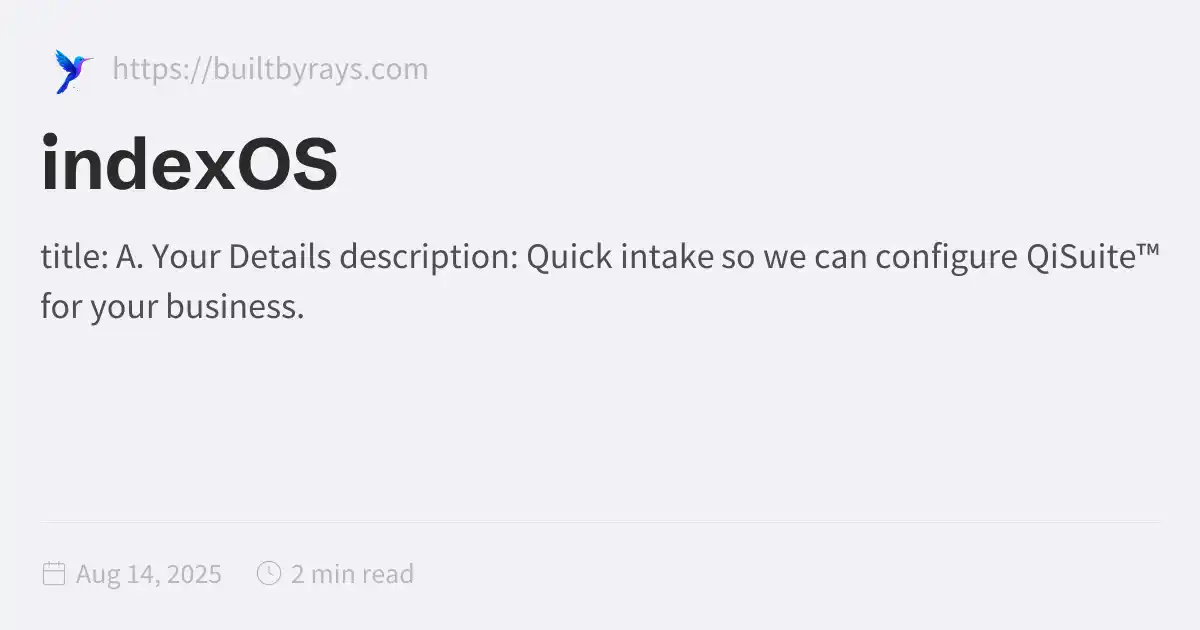 https://builtbyrays.com
indexOS
title: A. Your Details description: Quick intake so we can configure QiSuite™
for your business.
Aug 14, 2025 2 min read